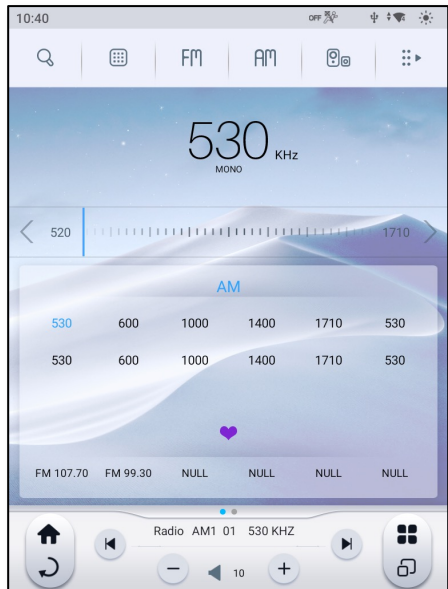 10:40 OFF
FM AM
530 KHz
MONO
520 1710
AM
530 600 1000 1400 1710 530
530 600 1000 1400 1710 530
FM 107.70 FM 99.30 NULL NULL NULL NULL
Radio AM1 01 530 KHZ
10